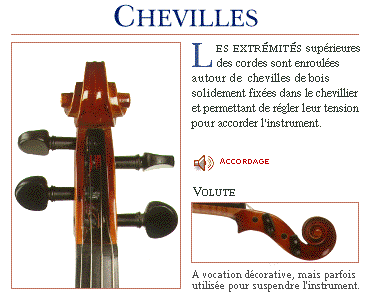 CHEVILLES
LES EXTRÉMITÉS supérieures
des cordes sont enroulées
autour de chevilles de bois
solidement fixées dans le chevillier
et permettant de régler leur tension
pour accorder l'instrument.
ACCORDAGE
VOLUTE
A vocation décorative, mais parfois
utilisée pour suspendre l'instrument.